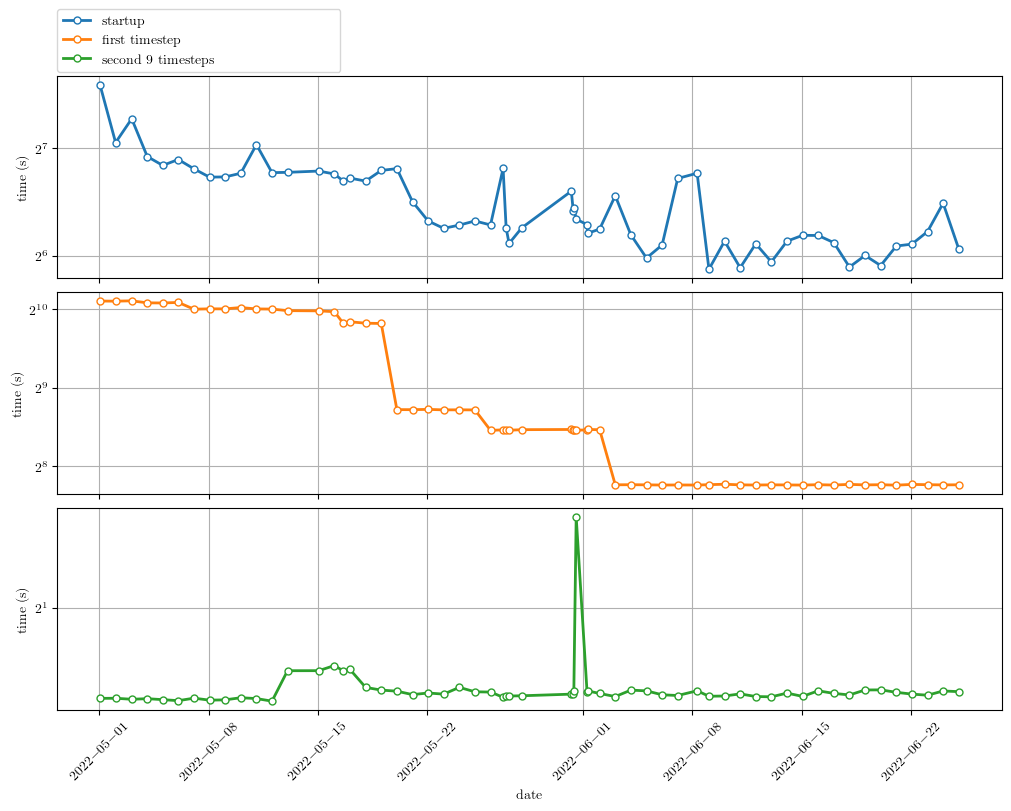 startup
first timestep
second 9 timesteps
time (s)
2^7
2^6
time (s)
2^10
2^9
2^8
time (s)
2^1
2022−05−01
2022−05−08
2022−05−15
2022−05−22
2022−06−01
2022−06−08
2022−06−15
2022−06−22
date